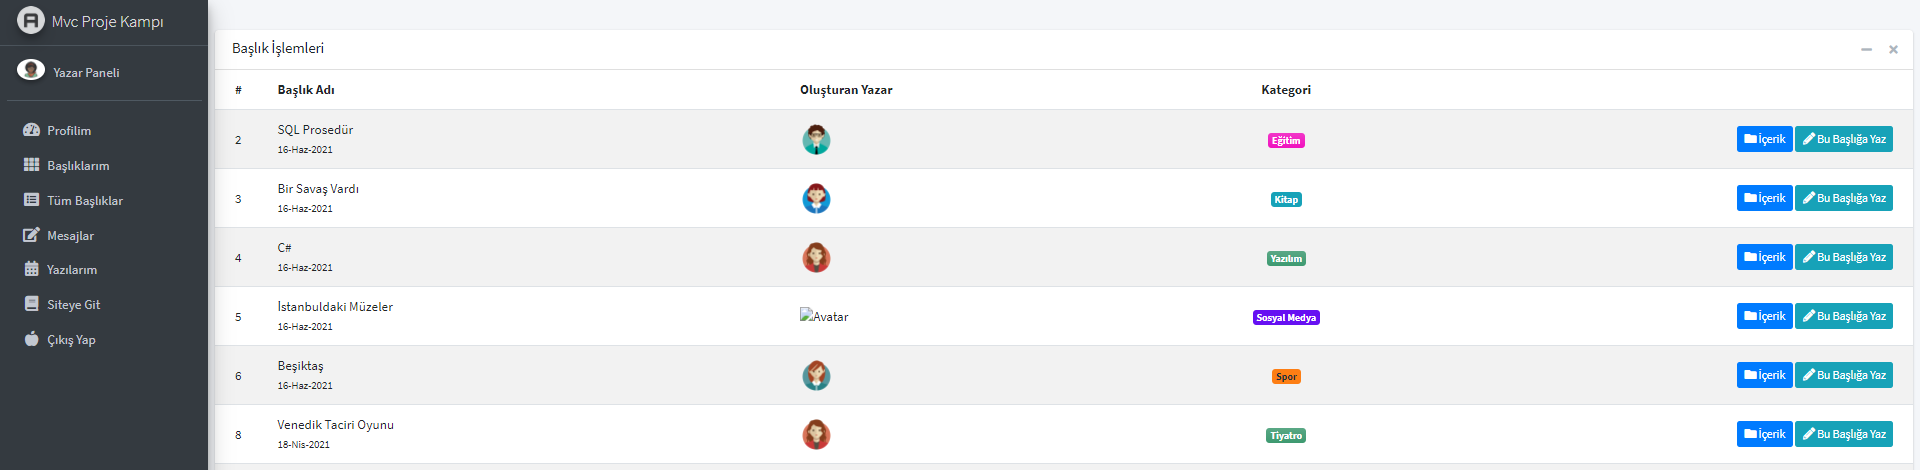 Mvc Proje Kampı
Yazar Paneli
Profilim
Başlıklarım
Tüm Başlıklar
Mesajlar
Yazılarım
Siteye Git
Çıkış Yap
Başlık İşlemleri
# Başlık Adı Oluşturan Yazar Kategori
2 SQL Prosedür Eğitim İçerik Bu Başlığa Yaz
16-Haz-2021
3 Bir Savaş Vardı Kitap İçerik Bu Başlığa Yaz
16-Haz-2021
4 C# Yazılım İçerik Bu Başlığa Yaz
16-Haz-2021
5 İstanbuldaki Müzeler Avatar Sosyal Medya İçerik Bu Başlığa Yaz
16-Haz-2021
6 Beşiktaş Spor İçerik Bu Başlığa Yaz
16-Haz-2021
8 Venedik Taciri Oyunu Tiyatro İçerik Bu Başlığa Yaz
18-Nis-2021